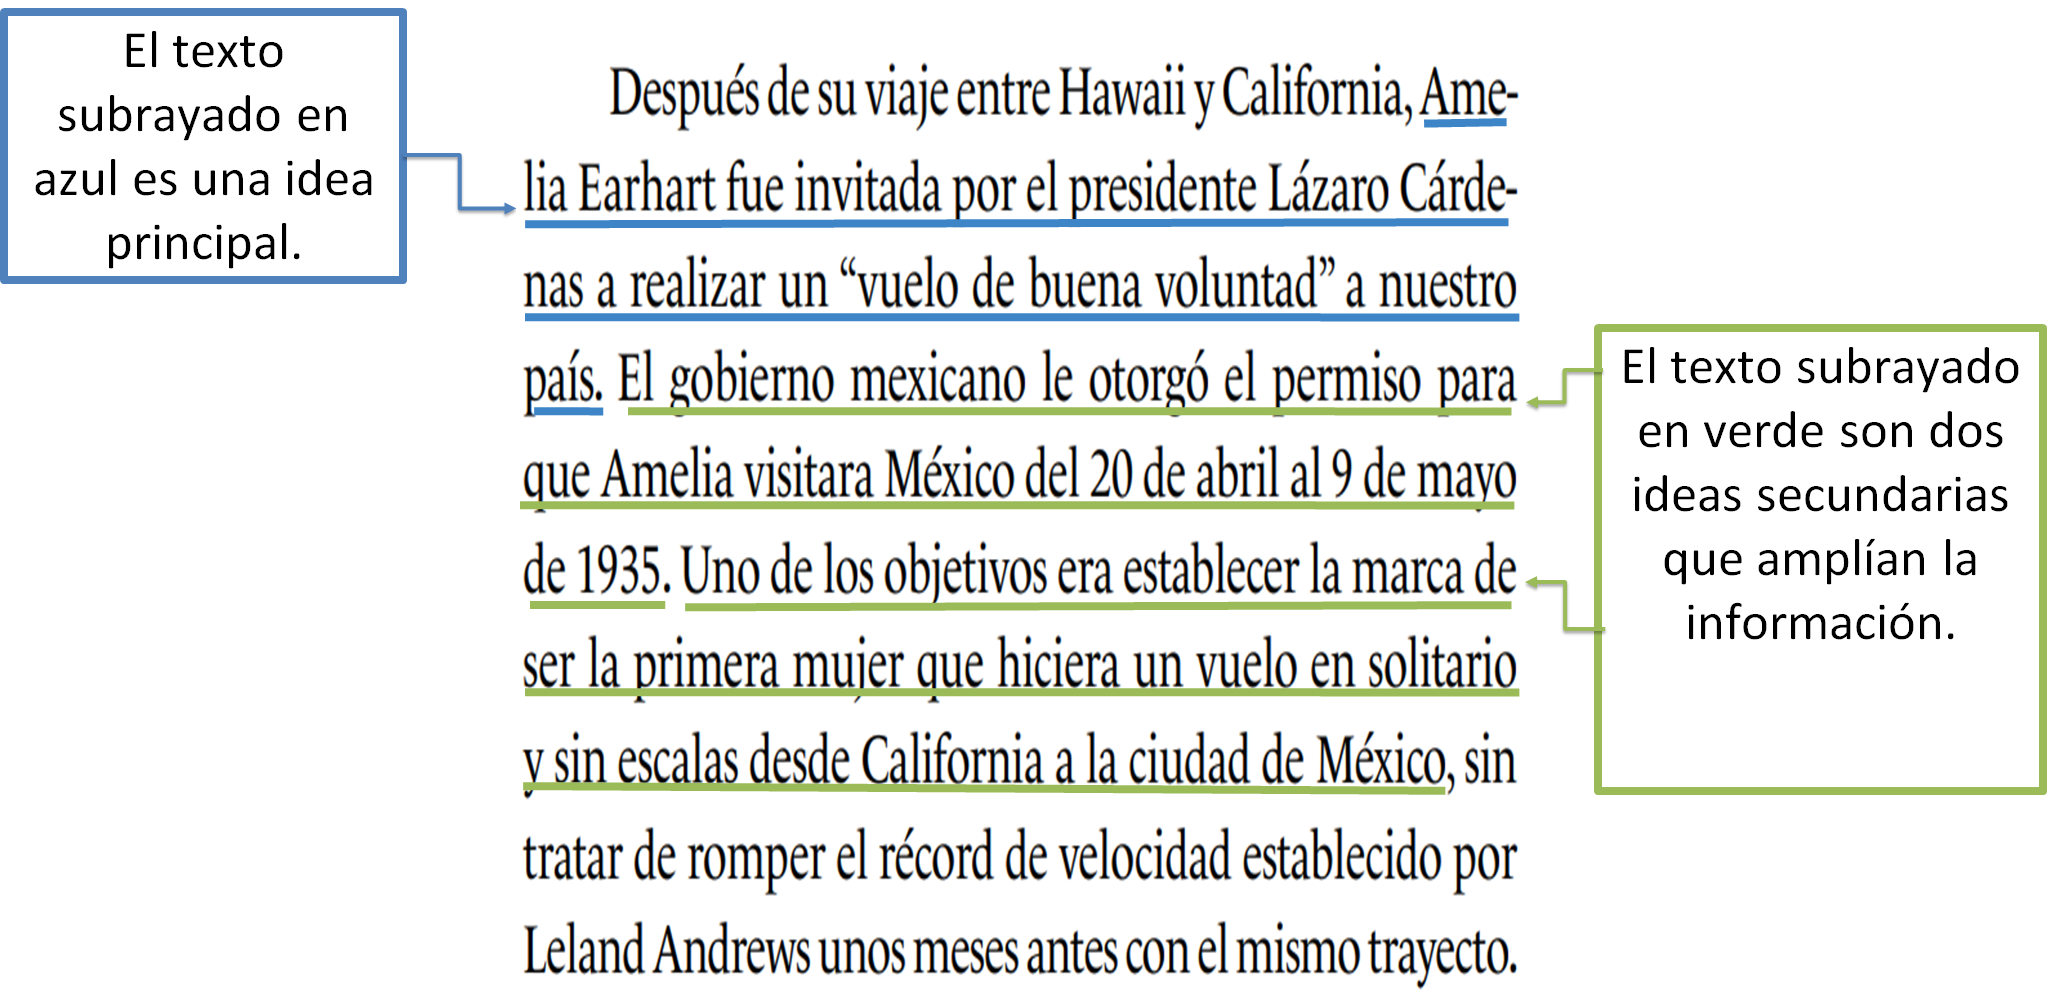 El texto
subrayado en
azul es una idea
principal.
Después de su viaje entre Hawaii y California, Ame-
lia Earhart fue invitada por el presidente Lázaro Cárde-
nas a realizar un “vuelo de buena voluntad” a nuestro
país. El gobierno mexicano le otorgó el permiso para
que Amelia visitara México del 20 de abril al 9 de mayo
de 1935. Uno de los objetivos era establecer la marca de
ser la primera mujer que hiciera un vuelo en solitario
y sin escalas desde California a la ciudad de México, sin
tratar de romper el récord de velocidad establecido por
Leland Andrews unos meses antes con el mismo trayecto.
El texto subrayado
en verde son dos
ideas secundarias
que amplían la
información.